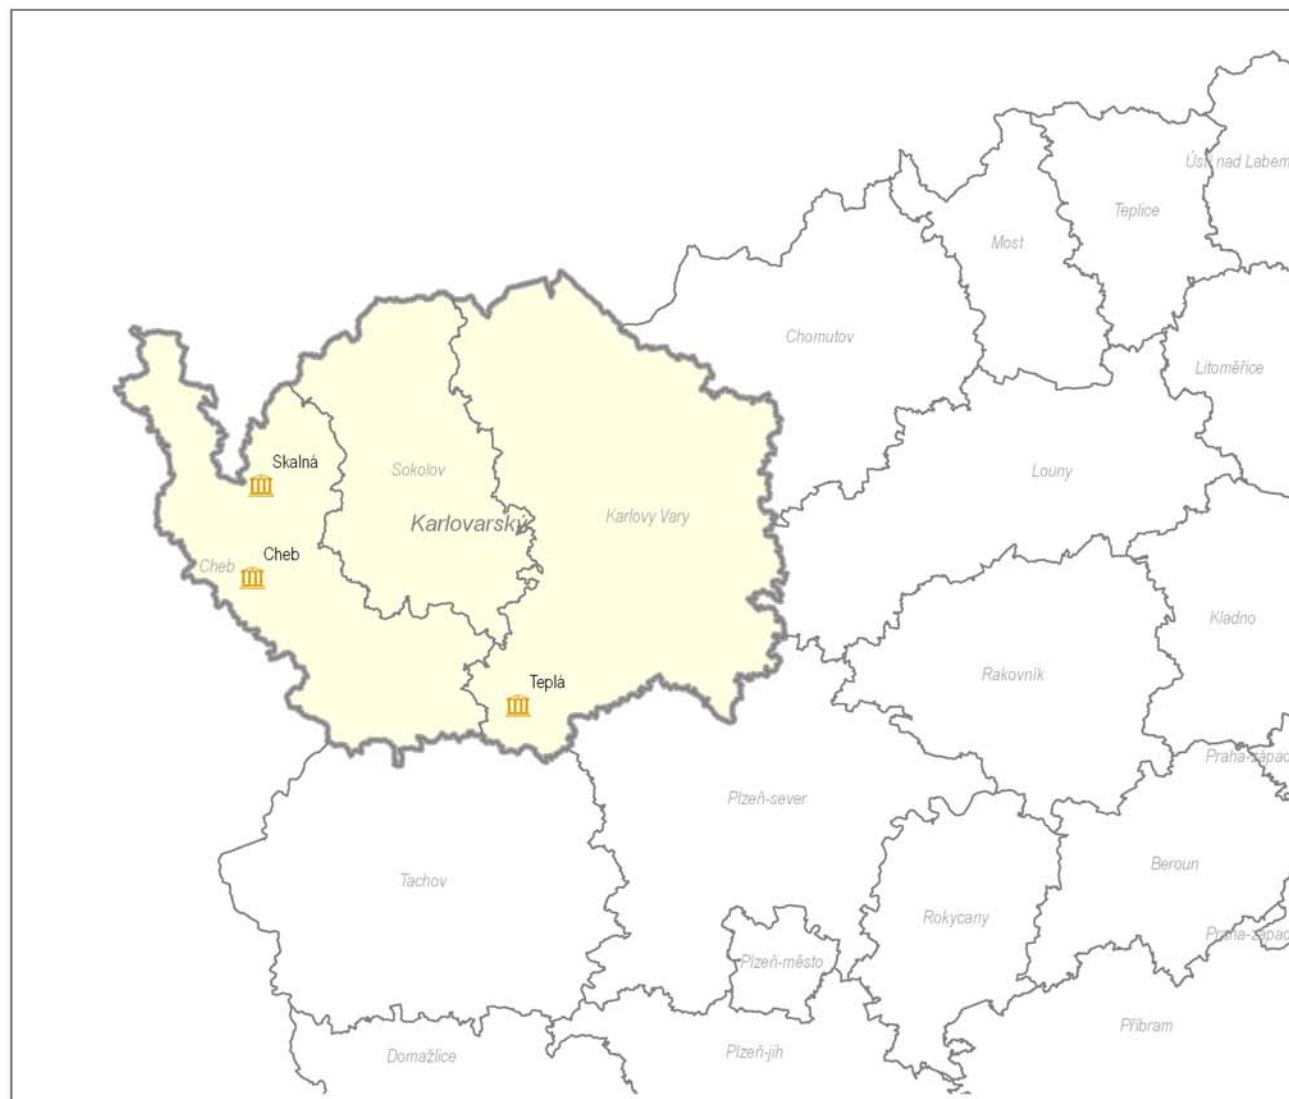 Ústí nad Labem
Teplice
Most
Chomutov
Litoměřice
Skalná
Sokolov
Louny
Karlovarský
Karlovy Vary
Cheb
Cheb
Kladno
Rakovník
Teplá
Praha-západ
Plzeň-sever
Beroun
Tachov
Rokycany
Praha-západ
Plzeň-město
Příbram
Domažlice
Plzeň-jih